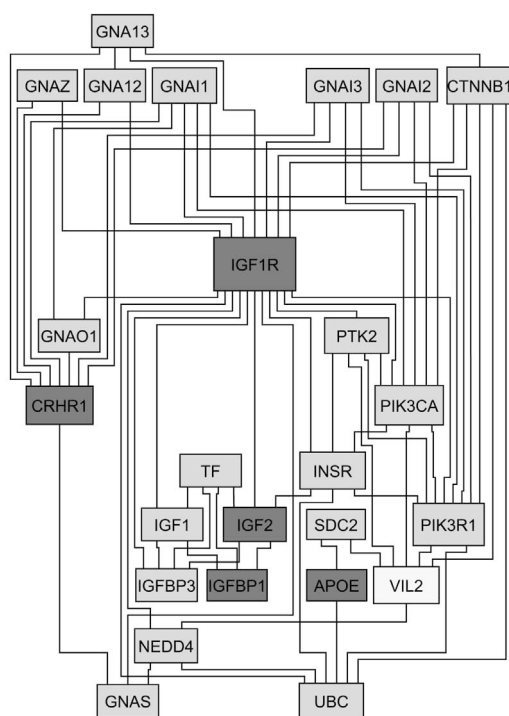 GNA13
GNAZ
GNA12
GNAI1
GNAI3
GNAI2
CTNNB1
IGF1R
GNAO1
PTK2
CRHR1
PIK3CA
TF
INSR
IGF1
IGF2
SDC2
PIK3R1
IGFBP3
IGFBP1
APOE
VIL2
NEDD4
GNAS
UBC